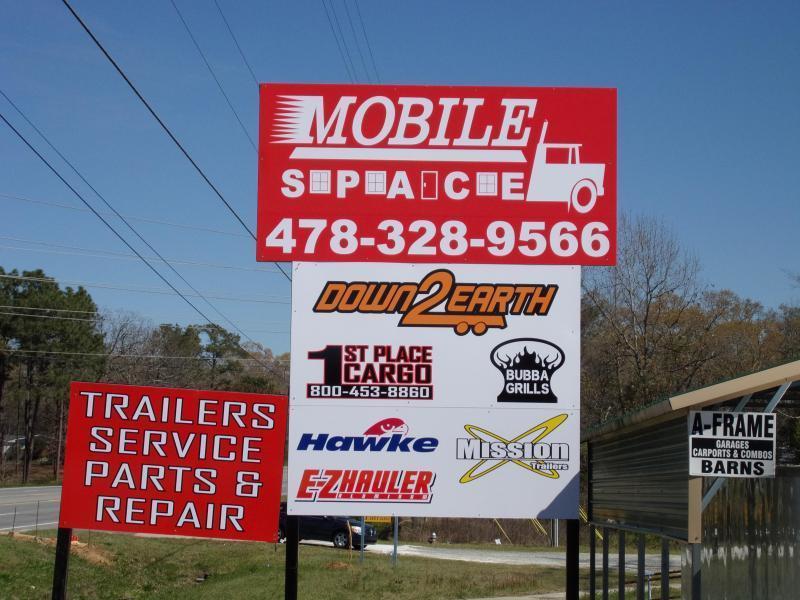 MOBILE
SPACE
478-328-9566
DOWN2EARTH
1ST PLACE
CARGO
800-453-8860
BUBBA
GRILLS
HAWKE
Mission
Trailers
E-Z HAULER
TRAILERS
SERVICE
PARTS &
REPAIR
A-FRAME
GARAGES
CARPORTS & COMBOS
BARNS